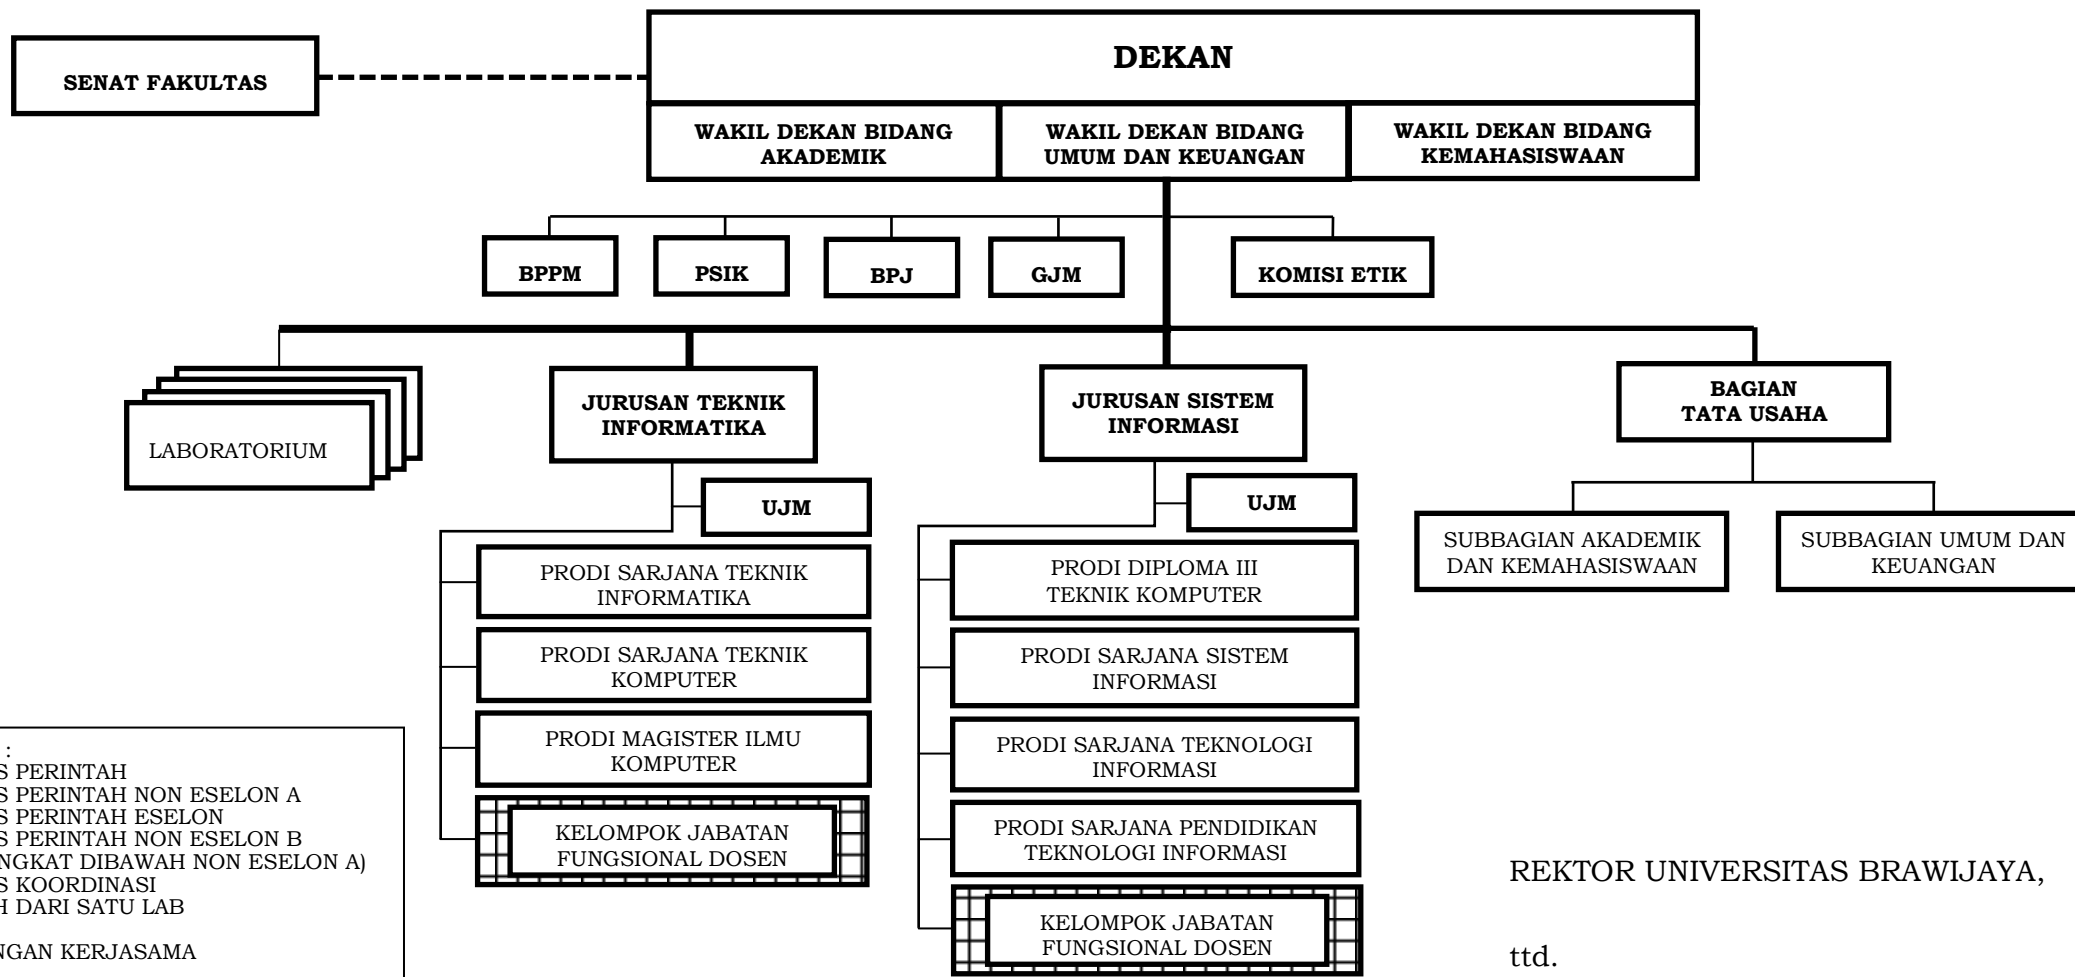 DEKAN
SENAT FAKULTAS
WAKIL DEKAN BIDANG
AKADEMIK
WAKIL DEKAN BIDANG
UMUM DAN KEUANGAN
WAKIL DEKAN BIDANG
KEMAHASISWAAN
BPPM
PSIK
BPJ
GJM
KOMISI ETIK
LABORATORIUM
JURUSAN TEKNIK
INFORMATIKA
JURUSAN SISTEM
INFORMASI
BAGIAN
TATA USAHA
UJM
UJM
SUBBAGIAN AKADEMIK
DAN KEMAHASISWAAN
SUBBAGIAN UMUM DAN
KEUANGAN
PRODI SARJANA TEKNIK
INFORMATIKA
PRODI SARJANA TEKNIK
KOMPUTER
PRODI MAGISTER ILMU
KOMPUTER
KELOMPOK JABATAN
FUNGSIONAL DOSEN
PRODI DIPLOMA III
TEKNIK KOMPUTER
PRODI SARJANA SISTEM
INFORMASI
PRODI SARJANA TEKNOLOGI
INFORMASI
PRODI SARJANA PENDIDIKAN
TEKNOLOGI INFORMASI
KELOMPOK JABATAN
FUNGSIONAL DOSEN
:
PERINTAH
PERINTAH NON ESELON A
PERINTAH ESELON
PERINTAH NON ESELON B
DIBAWAH NON ESELON A)
KOORDINASI
DARI SATU LAB
KERJASAMA
REKTOR UNIVERSITAS BRAWIJAYA,
ttd.